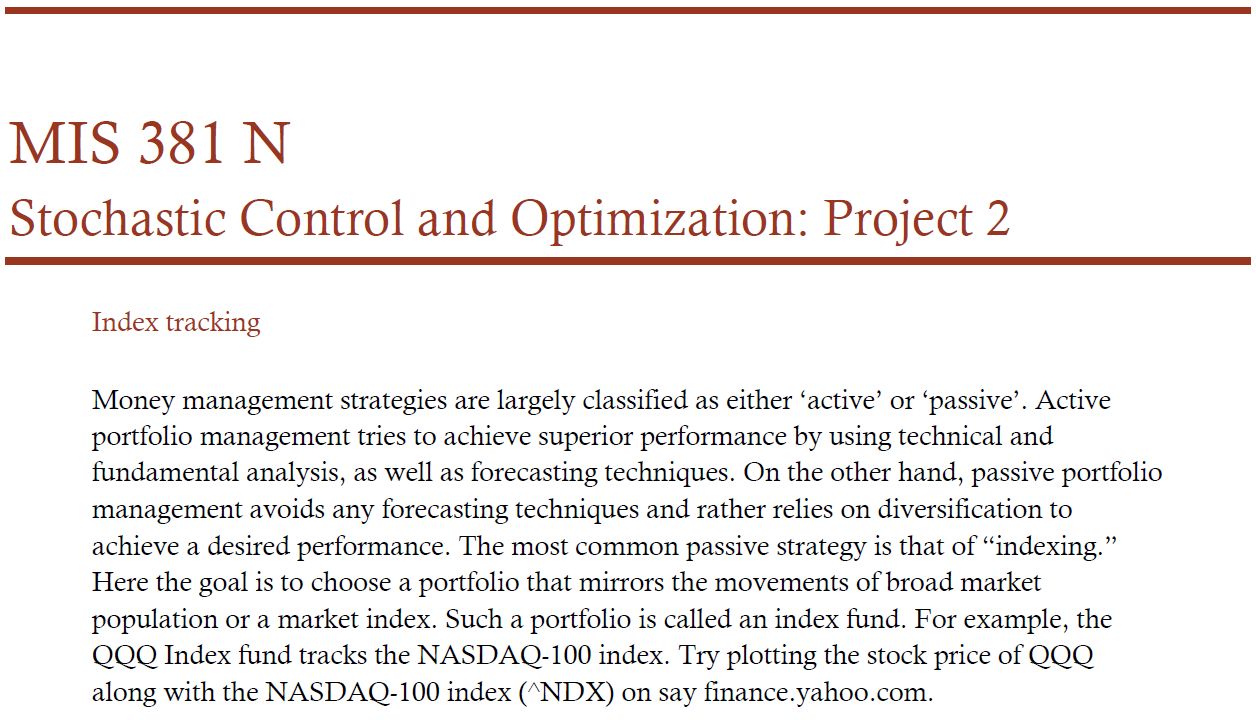 MIS 381 N
Stochastic Control and Optimization: Project 2
Index tracking
Money management strategies are largely classified as either ‘active’ or ‘passive’. Active
portfolio management tries to achieve superior performance by using technical and
fundamental analysis, as well as forecasting techniques. On the other hand, passive portfolio
management avoids any forecasting techniques and rather relies on diversification to
achieve a desired performance. The most common passive strategy is that of “indexing.”
Here the goal is to choose a portfolio that mirrors the movements of broad market
population or a market index. Such a portfolio is called an index fund. For example, the
QQQ Index fund tracks the NASDAQ-100 index. Try plotting the stock price of QQQ
along with the NASDAQ-100 index (^NDX) on say finance.yahoo.com.